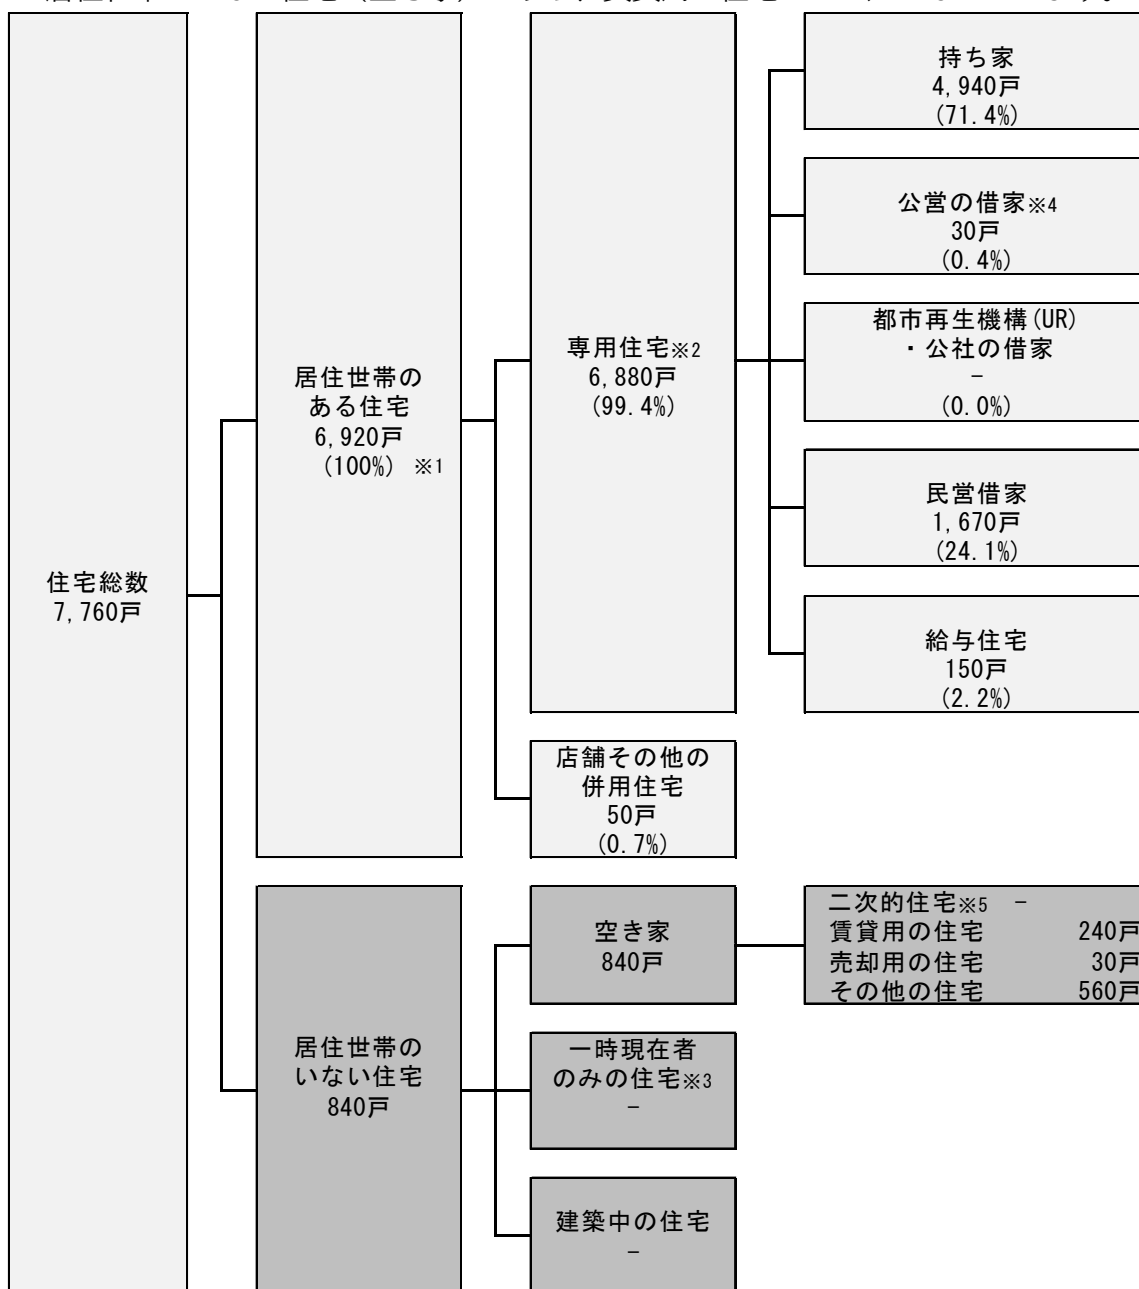 住宅総数
7,760戸
居住世帯の
ある住宅
6,920戸
(100%) ※1
専用住宅※2
6,880戸
(99.4%)
持ち家
4,940戸
(71.4%)
公営の借家※4
30戸
(0.4%)
都市再生機構(UR)
・公社の借家
-
(0.0%)
民営借家
1,670戸
(24.1%)
給与住宅
150戸
(2.2%)
店舗その他の
併用住宅
50戸
(0.7%)
居住世帯の
いない住宅
840戸
空き家
840戸
二次的住宅※5 -
賃貸用の住宅 240戸
売却用の住宅 30戸
その他の住宅 560戸
一時現在者
のみの住宅※3
-
建築中の住宅
-